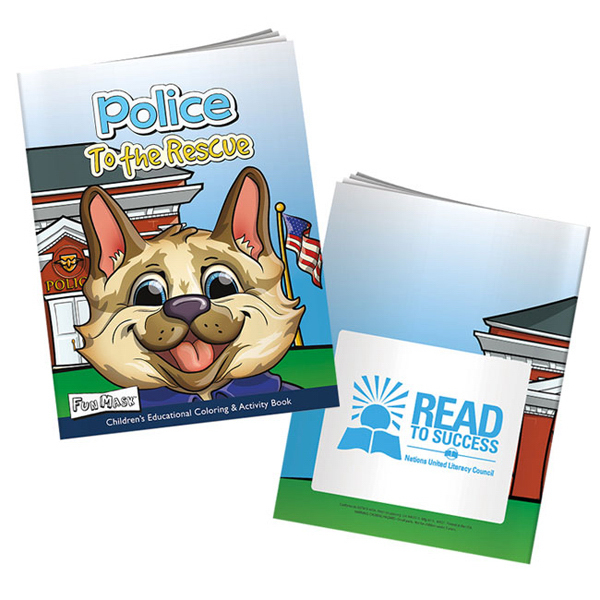 Police
To the Rescue
POLIC
Fun Mask
Children's Educational Coloring & Activity Book
READ
TO SUCCESS
Nations United Literacy Council